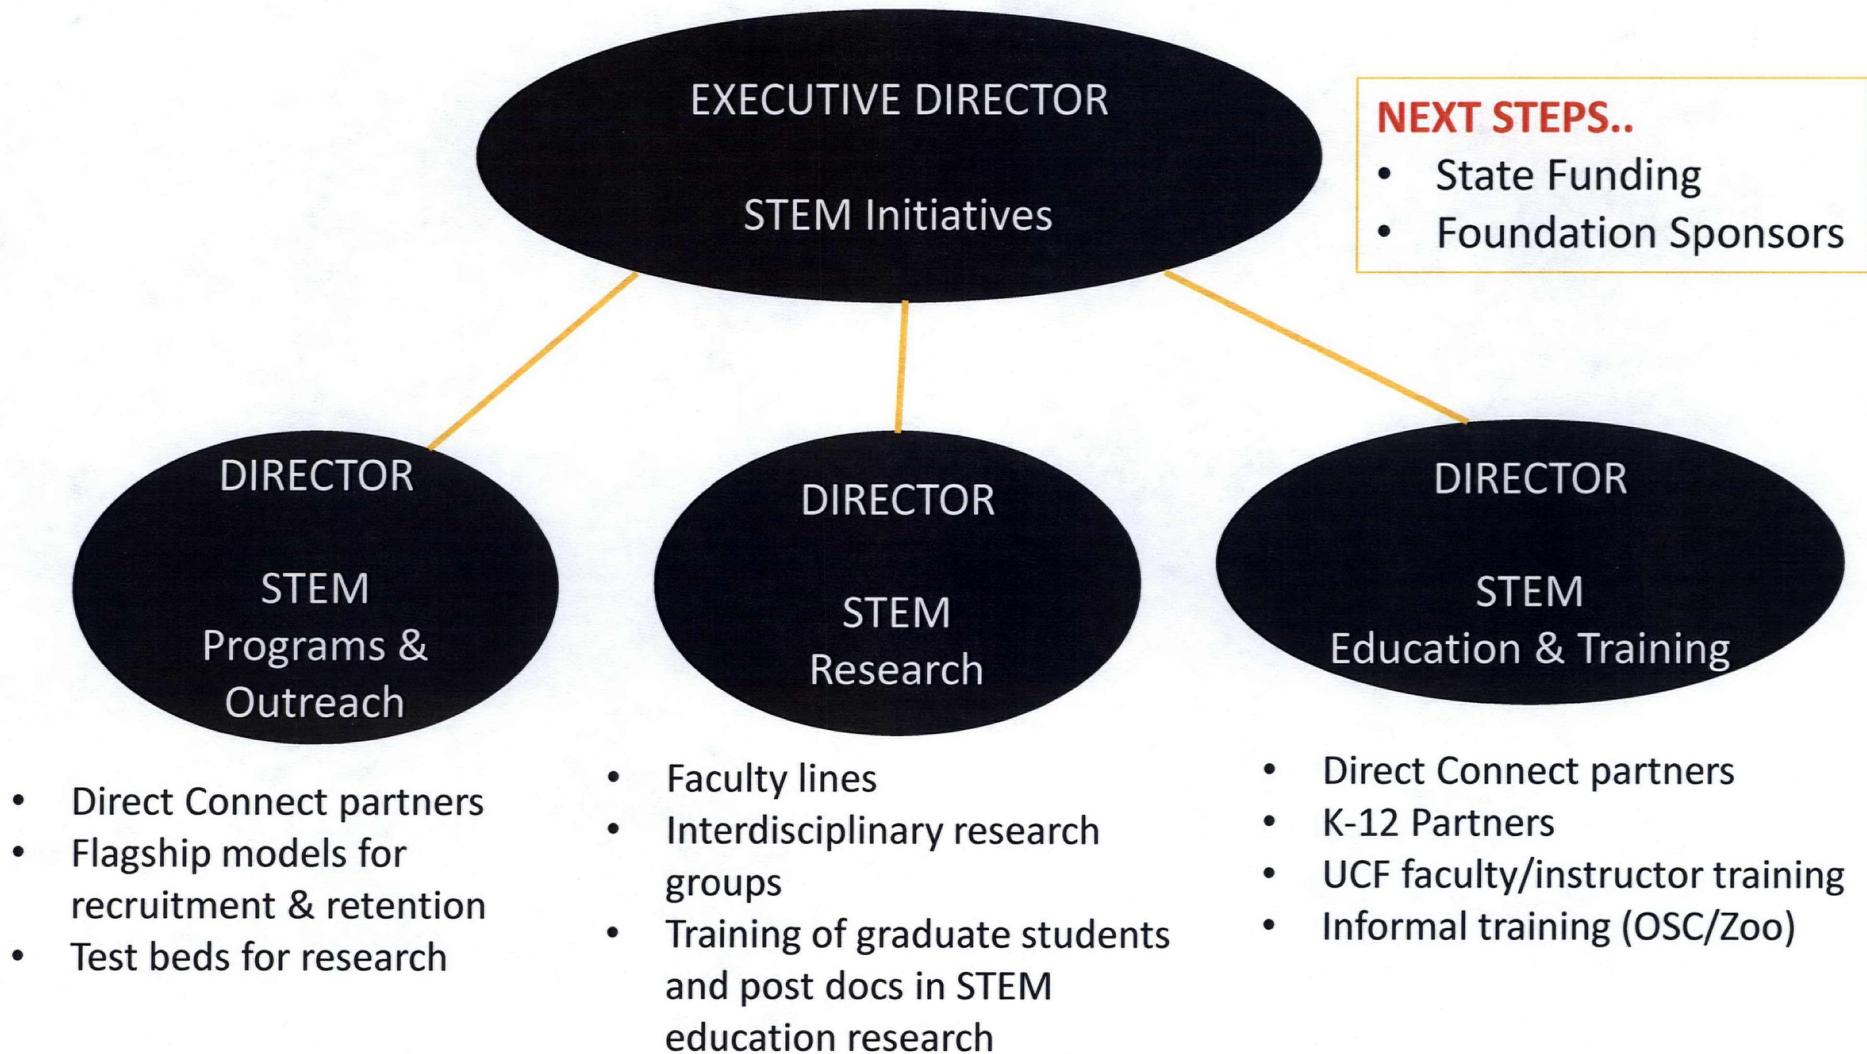 EXECUTIVE DIRECTOR
STEM Initiatives
NEXT STEPS..
• State Funding
• Foundation Sponsors
DIRECTOR
STEM
Programs &
Outreach
• Direct Connect partners
• Flagship models for
recruitment & retention
• Test beds for research
DIRECTOR
STEM
Research
• Faculty lines
• Interdisciplinary research
groups
• Training of graduate students
and post docs in STEM
education research
DIRECTOR
STEM
Education & Training
• Direct Connect partners
• K-12 Partners
• UCF faculty/instructor training
• Informal training (OSC/Zoo)